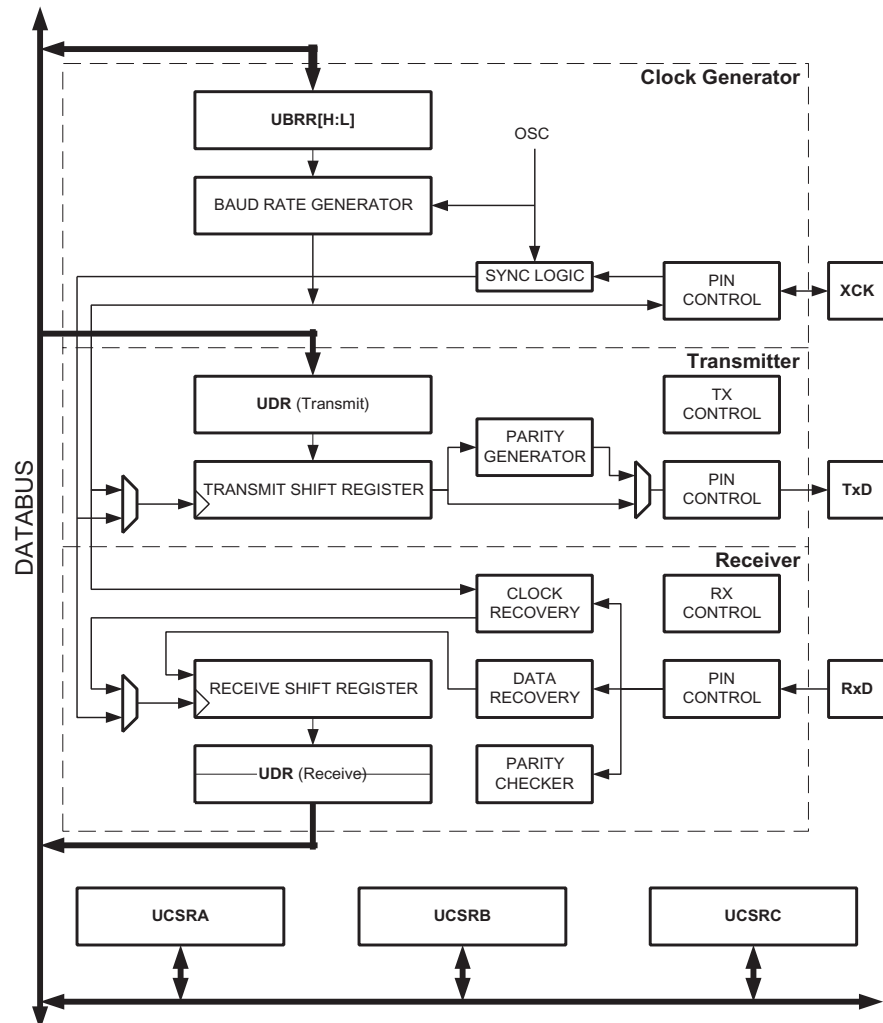 Clock Generator
UBRR[H:L]
OSC
BAUD RATE GENERATOR
SYNC LOGIC
PIN
CONTROL
XCK
Transmitter
UDR (Transmit)
TX
CONTROL
PARITY
GENERATOR
TRANSMIT SHIFT REGISTER
PIN
CONTROL
TxD
DATABUS
Receiver
CLOCK
RECOVERY
RX
CONTROL
RECEIVE SHIFT REGISTER
DATA
RECOVERY
PIN
CONTROL
RxD
UDR (Receive)
PARITY
CHECKER
UCSRA
UCSRB
UCSRC